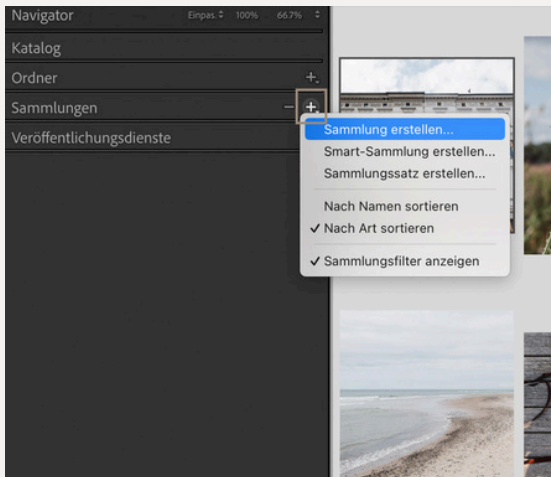 Navigator Einpas. 100% 66.7%
Katalog
Ordner
Sammlungen
Veröffentlichungsdienste
Sammlung erstellen...
Smart-Sammlung erstellen...
Sammlungssatz erstellen...
Nach Namen sortieren
Nach Art sortieren
Sammlungsfilter anzeigen